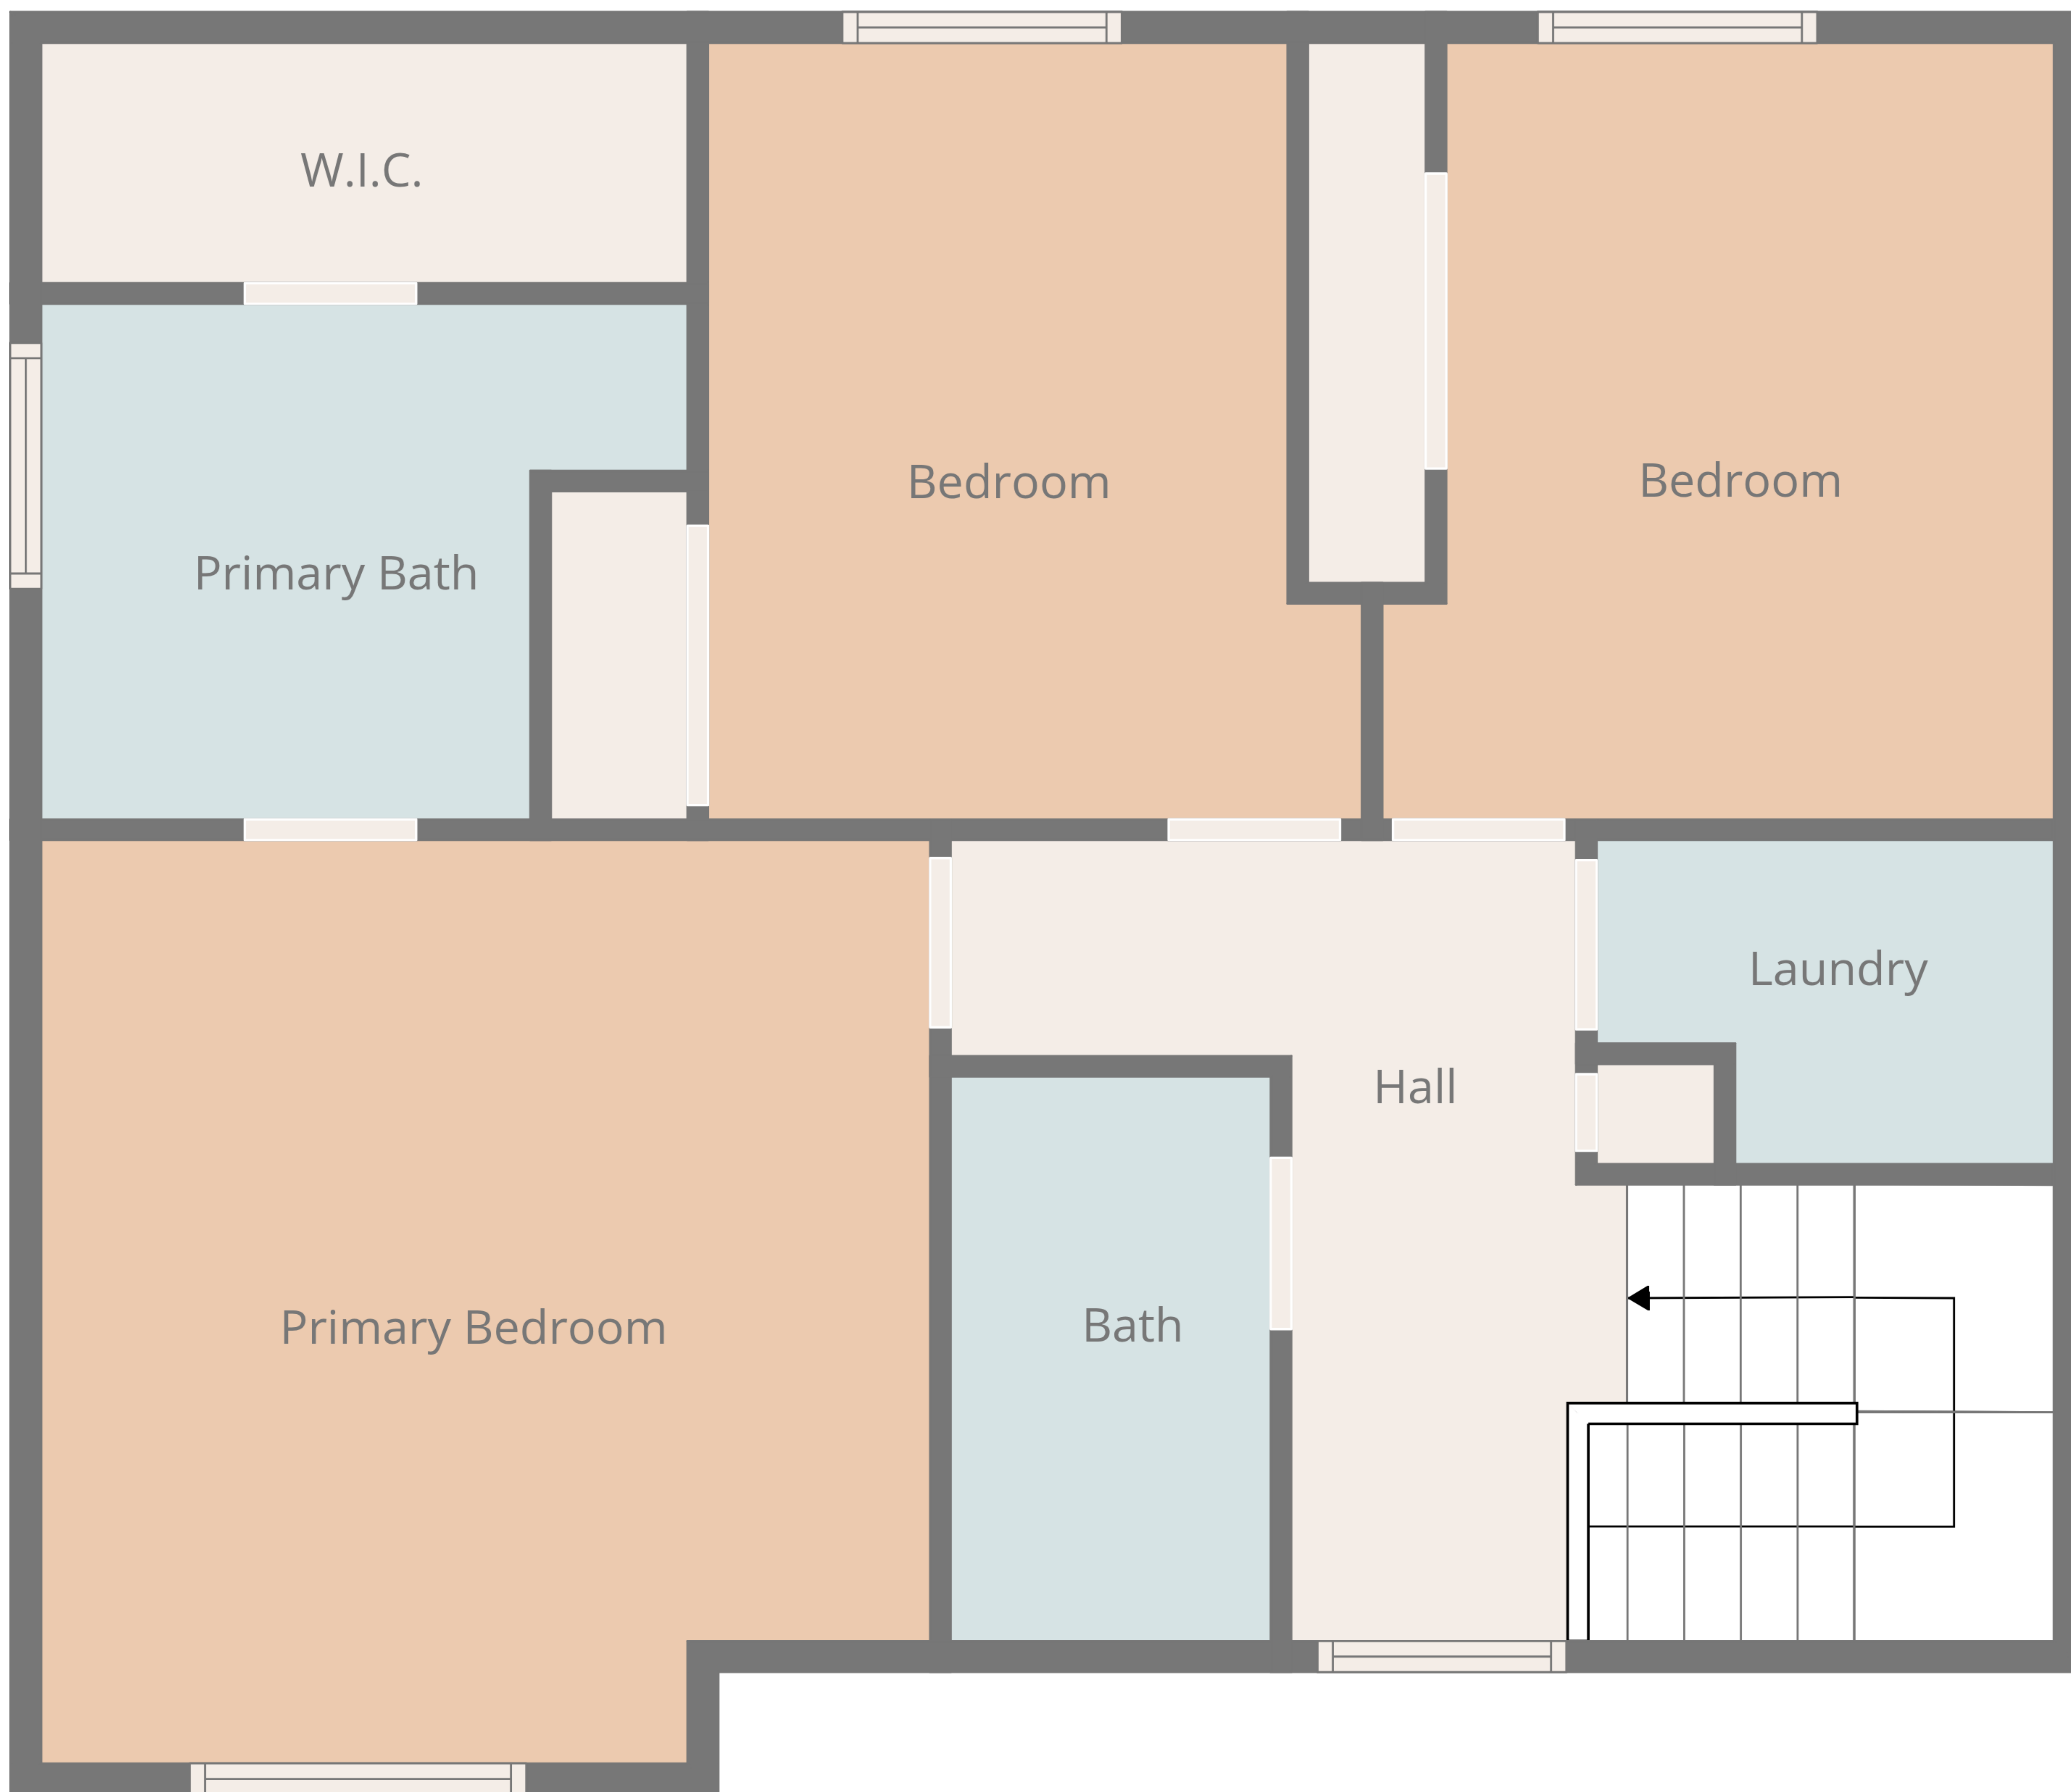 W.I.C.
Bedroom
Bedroom
Primary Bath
Laundry
Hall
Primary Bedroom
Bath